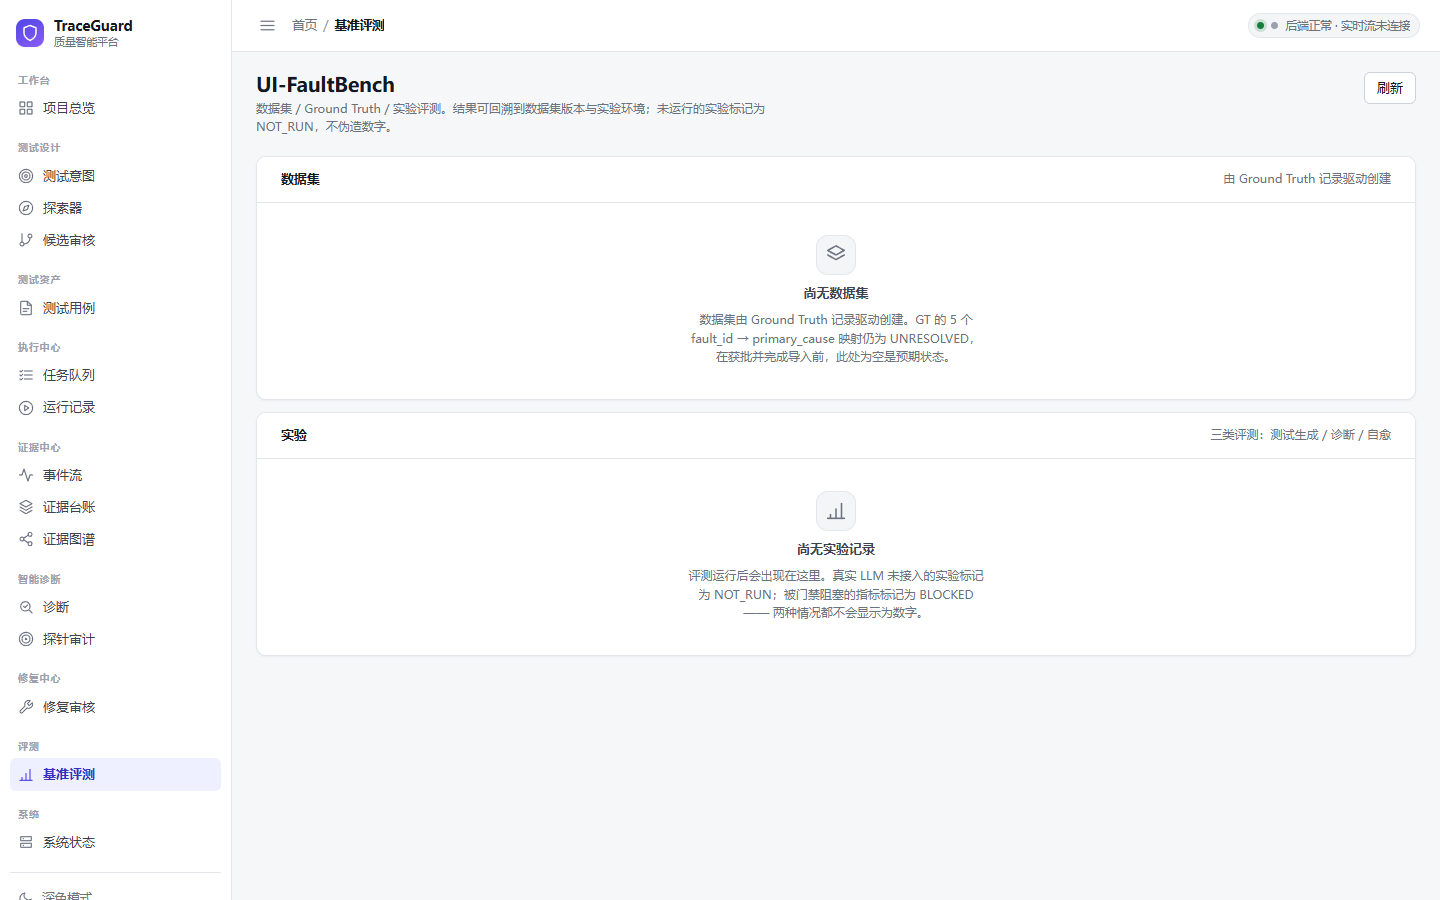 TraceGuard
质量智能平台
工作台
项目总览
测试设计
测试意图
探索器
候选审核
测试资产
测试用例
执行中心
任务队列
运行记录
证据中心
事件流
证据台账
证据图谱
智能诊断
诊断
探针审计
修复中心
修复审核
评测
基准评测
系统
系统状态
深色模式
首页 / 基准评测
后端正常 · 实时流未连接
UI-FaultBench
刷新
数据集 / Ground Truth / 实验评测。结果可回溯到数据集版本与实验环境；未运行的实验标记为
NOT_RUN，不伪造数字。
数据集
由 Ground Truth 记录驱动创建
尚无数据集
数据集由 Ground Truth 记录驱动创建。GT 的 5 个
fault_id → primary_cause 映射仍为 UNRESOLVED，
在获批并完成导入前，此处为空是预期状态。
实验
三类评测：测试生成 / 诊断 / 自愈
尚无实验记录
评测运行后会出现在这里。真实 LLM 未接入的实验标记
为 NOT_RUN；被门禁阻塞的指标标记为 BLOCKED
—— 两种情况都不会显示为数字。